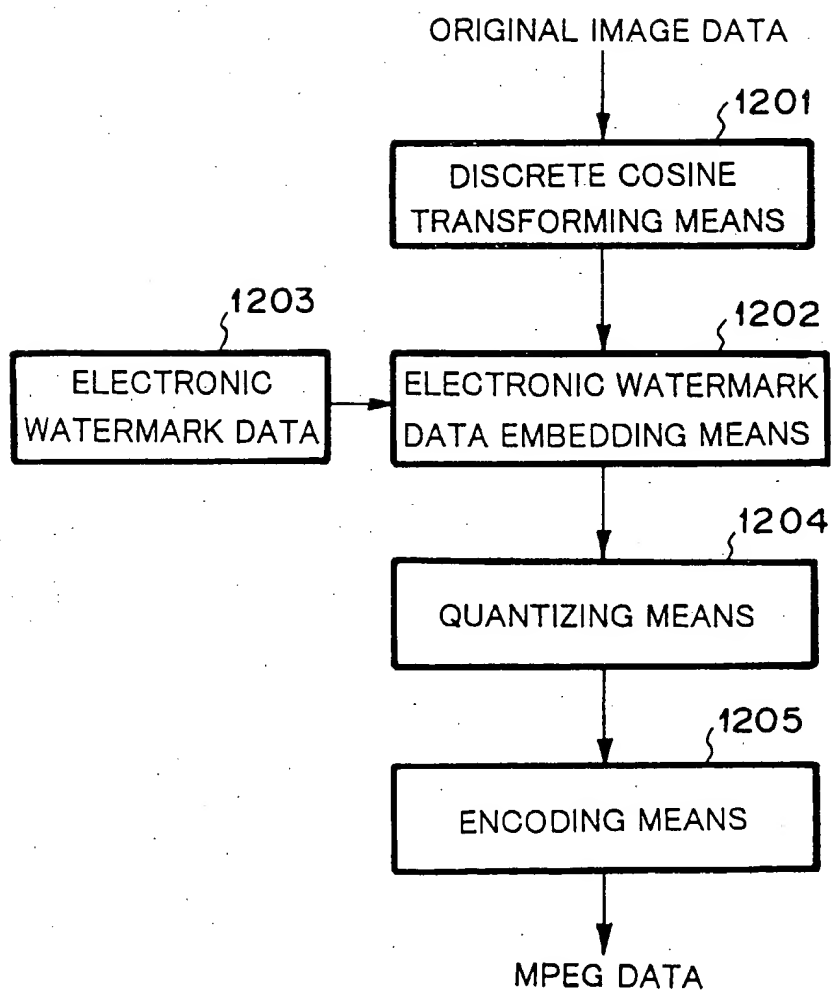 ORIGINAL IMAGE DATA
1201
DISCRETE COSINE
TRANSFORMING MEANS
1203
ELECTRONIC
WATERMARK DATA
1202
ELECTRONIC WATERMARK
DATA EMBEDDING MEANS
1204
QUANTIZING MEANS
1205
ENCODING MEANS
MPEG DATA